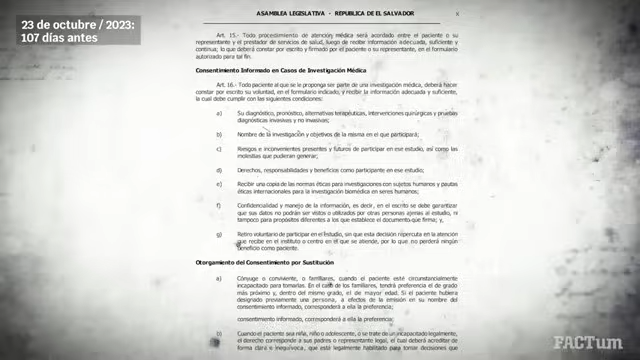 ASAMBLEA LEGISLATIVA - REPUBLICA DE EL SALVADOR
23 de octubre / 2023:
107 días antes
Art. 15.- Todo procedimiento de atención médica será acordado entre el paciente o su
representante y el prestador de servicios de salud, luego de recibir información adecuada, suficiente y
continua; lo que deberá constar por escrito y firmado por el paciente o su representante, en el formulario
autorizado para tal fin.
Consentimiento Informado en Casos de Investigación Médica
Art. 16.- Todo paciente al que se le proponga ser parte de una investigación médica, deberá hacer
constar por escrito su voluntad, en el formulario indicado; y recibir la información adecuada y suficiente,
la cual debe cumplir con las siguientes condiciones:
a) Su diagnóstico, pronóstico, alternativas terapéuticas, intervenciones quirúrgicas y pruebas
diagnósticas invasivas y no invasivas;
b) Nombre de la investigación y objetivos de la misma en que participará;
c) Riesgos e inconvenientes presentes y futuros de participar en ese estudio, así como las
molestias que pudieran generar;
d) Derechos, responsabilidades y beneficios como participante en ese estudio;
e) Recibir una copia de las normas éticas para investigaciones con sujetos humanos y pautas
éticas internacionales para la investigación biomédica en seres humanos;
f) Confidencialidad y manejo de la información, es decir, en el escrito se debe garantizar
que sus datos no podrán ser vistos o utilizados por otras personas ajenas al estudio, ni
tampoco para propósitos diferentes a los que establece el documento que firma; y,
g) Retiro voluntario de participar en el estudio, sin que esta decisión repercuta en la atención
que recibe en el instituto o centro en el que se atiende, por lo que no perderá ningún
beneficio como paciente.
Otorgamiento del Consentimiento por Sustitución
a) Cónyuge o conviviente, o familiares, cuando el paciente esté circunstancialmente
incapacitado para tomarlas. En el caso de los familiares, tendrá preferencia el de grado
más próximo y, dentro del mismo grado, el de mayor edad. Si el paciente hubiera
designado previamente una persona, a efectos de la emisión en su nombre del
consentimiento informado, corresponderá a ella la preferencia;
consentimiento informado, corresponderá a ella la preferencia;
b) Cuando el paciente sea niña, niño o adolescente, o se trate de un incapacitado legalmente,
el derecho corresponde a sus padres o representante legal, el cual deberá acreditar de
forma clara e inequívoca, que está legalmente habilitado para tomar decisiones que
FACTum